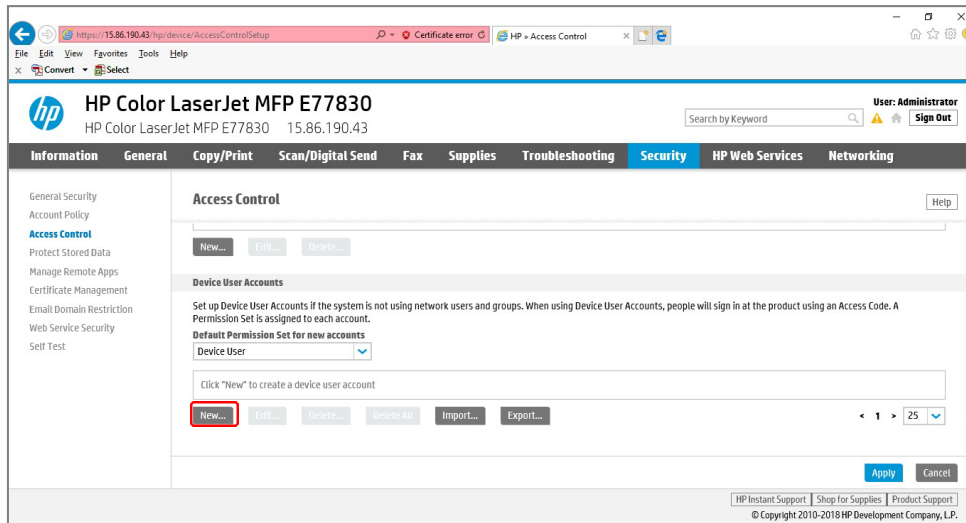 https://15.86.190.43/hp/device/AccessControlSetup Certificate error HP » Access Control
File Edit View Favorites Tools Help
Convert Select
hp HP Color LaserJet MFP E77830
HP Color LaserJet MFP E77830 15.86.190.43
User: Administrator
Search by Keyword Sign Out
Information General Copy/Print Scan/Digital Send Fax Supplies Troubleshooting Security HP Web Services Networking
General Security
Account Policy
Access Control
Protect Stored Data
Manage Remote Apps
Certificate Management
Email Domain Restriction
Web Service Security
Self Test
Access Control Help
New... Edit... Delete...
Device User Accounts
Set up Device User Accounts if the system is not using network users and groups. When using Device User Accounts, people will sign in at the product using an Access Code. A
Permission Set is assigned to each account.
Default Permission Set for new accounts
Device User
Click "New" to create a device user account
New... Edit... Delete... Delete All Import... Export... < 1 > 25
Apply Cancel
HP Instant Support Shop for Supplies Product Support
© Copyright 2010-2018 HP Development Company, L.P.